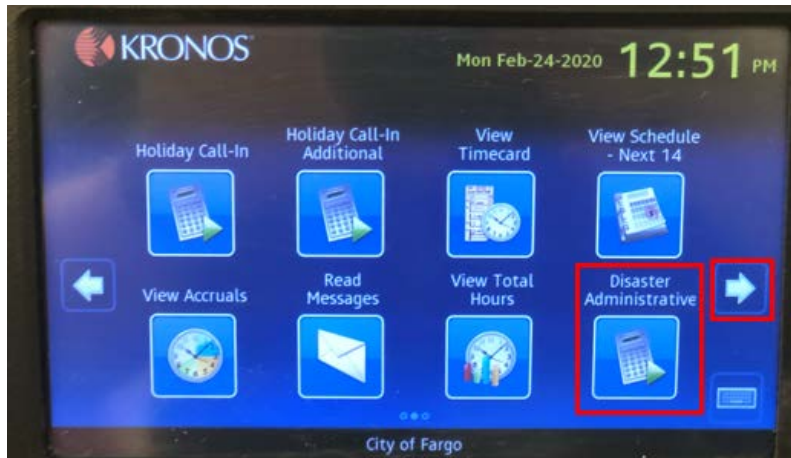 KRONOS
Mon Feb-24-2020 12:51 PM
Holiday Call-In
Holiday Call-In
Additional
View
Timecard
View Schedule
- Next 14
View Accruals
Read
Messages
View Total
Hours
Disaster
Administrative
City of Fargo